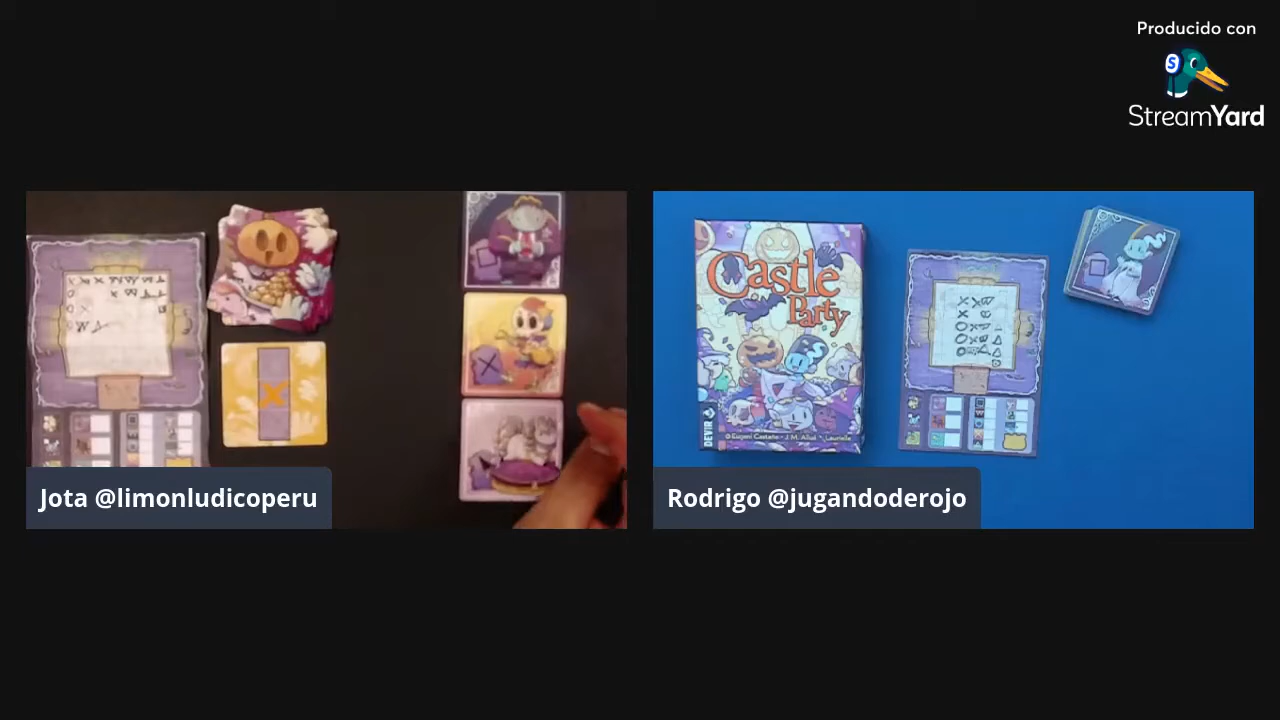 Producido con
S
StreamYard
Castle
Party
DEVIR
Jota @limonludicoperu
Rodrigo @jugandoderojo